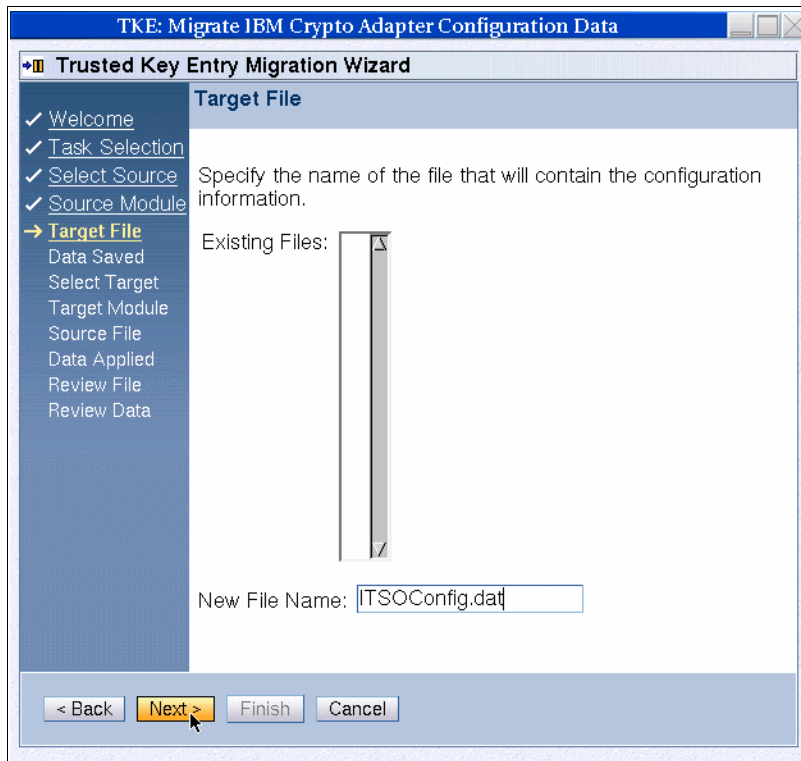 TKE: Migrate IBM Crypto Adapter Configuration Data
Trusted Key Entry Migration Wizard
Welcome
Task Selection
Select Source
Source Module
Target File
Data Saved
Select Target
Target Module
Source File
Data Applied
Review File
Review Data
Target File
Specify the name of the file that will contain the configuration
information.
Existing Files:
New File Name: ITSOConfig.dat
< Back Next > Finish Cancel